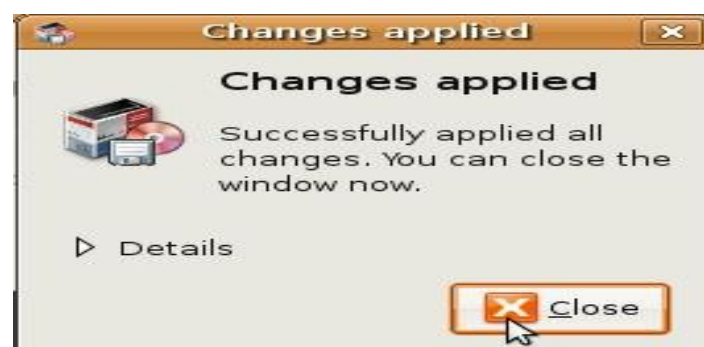 Changes applied
Changes applied
Successfully applied all
changes. You can close the
window now.
Details
Close